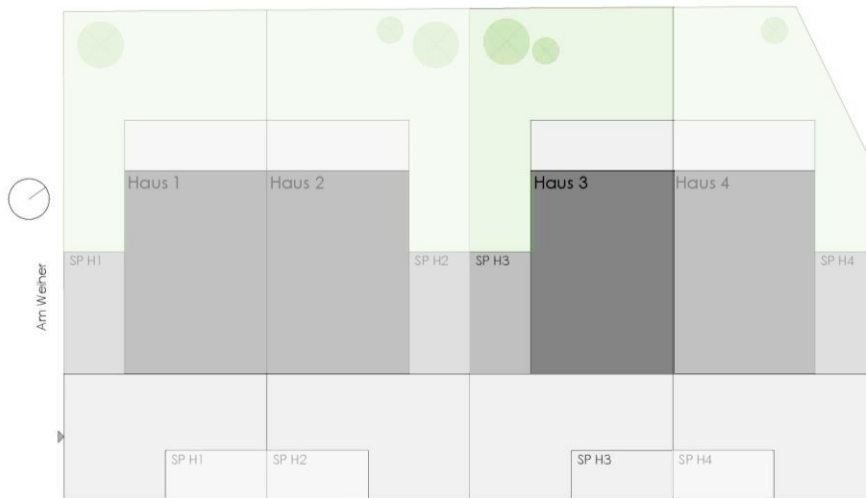 Haus 1
Haus 2
Haus 3
Haus 4
SP H1
SP H2
SP H3
SP H4
Am Weiher
SP H1
SP H2
SP H3
SP H4